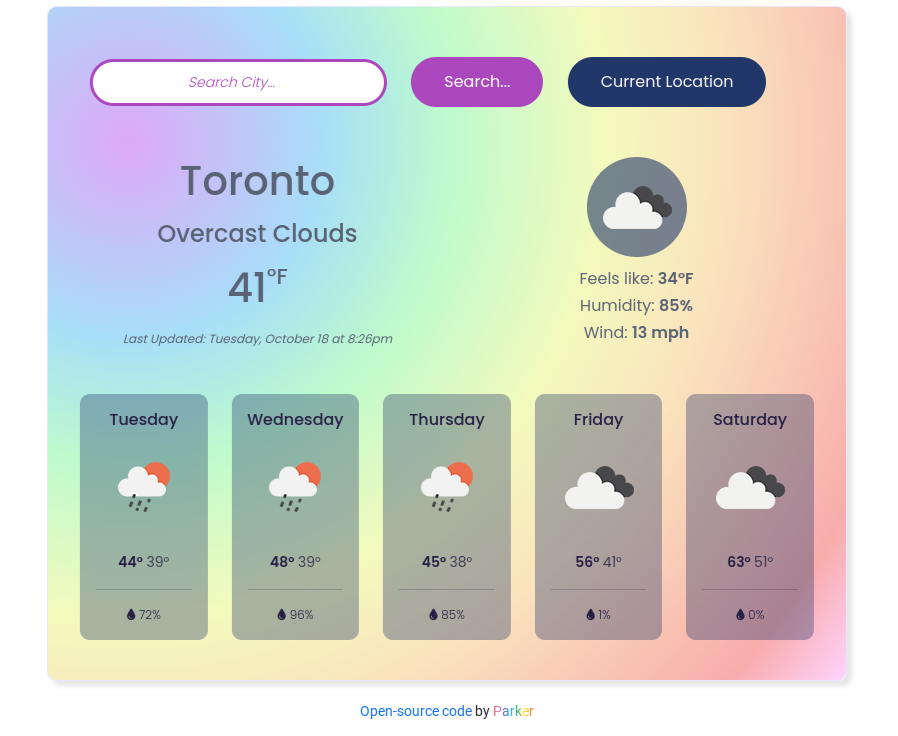 Search City...
Search...
Current Location
Toronto
Overcast Clouds
41°F
Last Updated: Tuesday, October 18 at 8:26pm
Feels like: 34°F
Humidity: 85%
Wind: 13 mph
Tuesday
44° 39°
72%
Wednesday
48° 39°
96%
Thursday
45° 38°
85%
Friday
56° 41°
1%
Saturday
63° 51°
0%
Open-source code by Parker